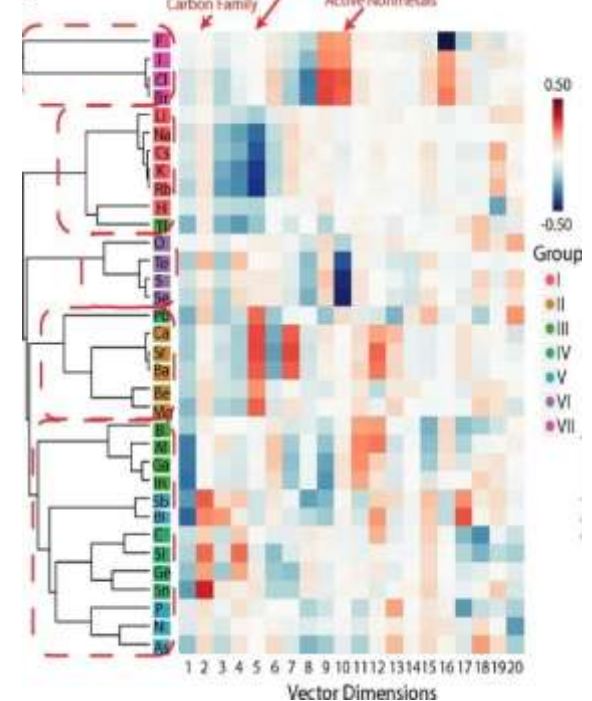 Carbon Family
Active Nonmetals
F
I
Cl
Br
Li
Na
Cs
K
Rb
H
Tl
O
Te
S
Se
Pb
Ca
Sr
Ba
Be
Mg
B
Al
Ga
In
Sb
Bi
C
Si
Ge
Sn
P
N
As
0.50
-0.50
Group
I
II
III
IV
V
VI
VII
1 2 3 4 5 6 7 8 9 10 11 12 13 14 15 16 17 18 19 20
Vector Dimensions